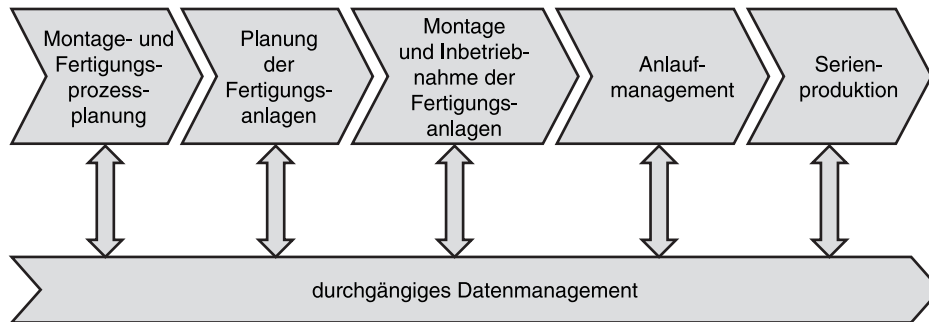 Montage- und
Fertigungs-
prozess-
planung
Planung
der
Fertigungs-
anlagen
Montage
und Inbetrieb-
nahme der
Fertigungs-
anlagen
Anlauf-
management
Serien-
produktion
durchgängiges Datenmanagement